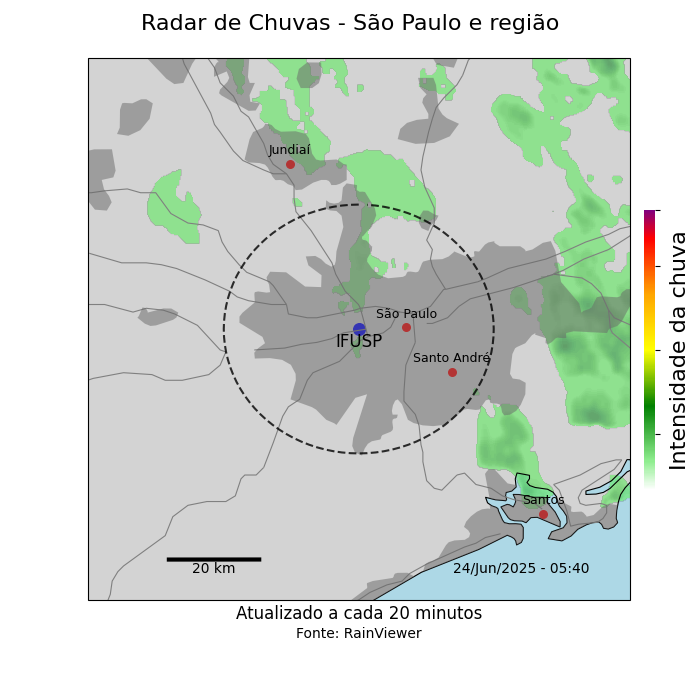 Radar de Chuvas - São Paulo e região
Jundiaí
São Paulo
IFUSP
Santo André
Santos
20 km
24/Jun/2025 - 05:40
Intensidade da chuva
Atualizado a cada 20 minutos
Fonte: RainViewer